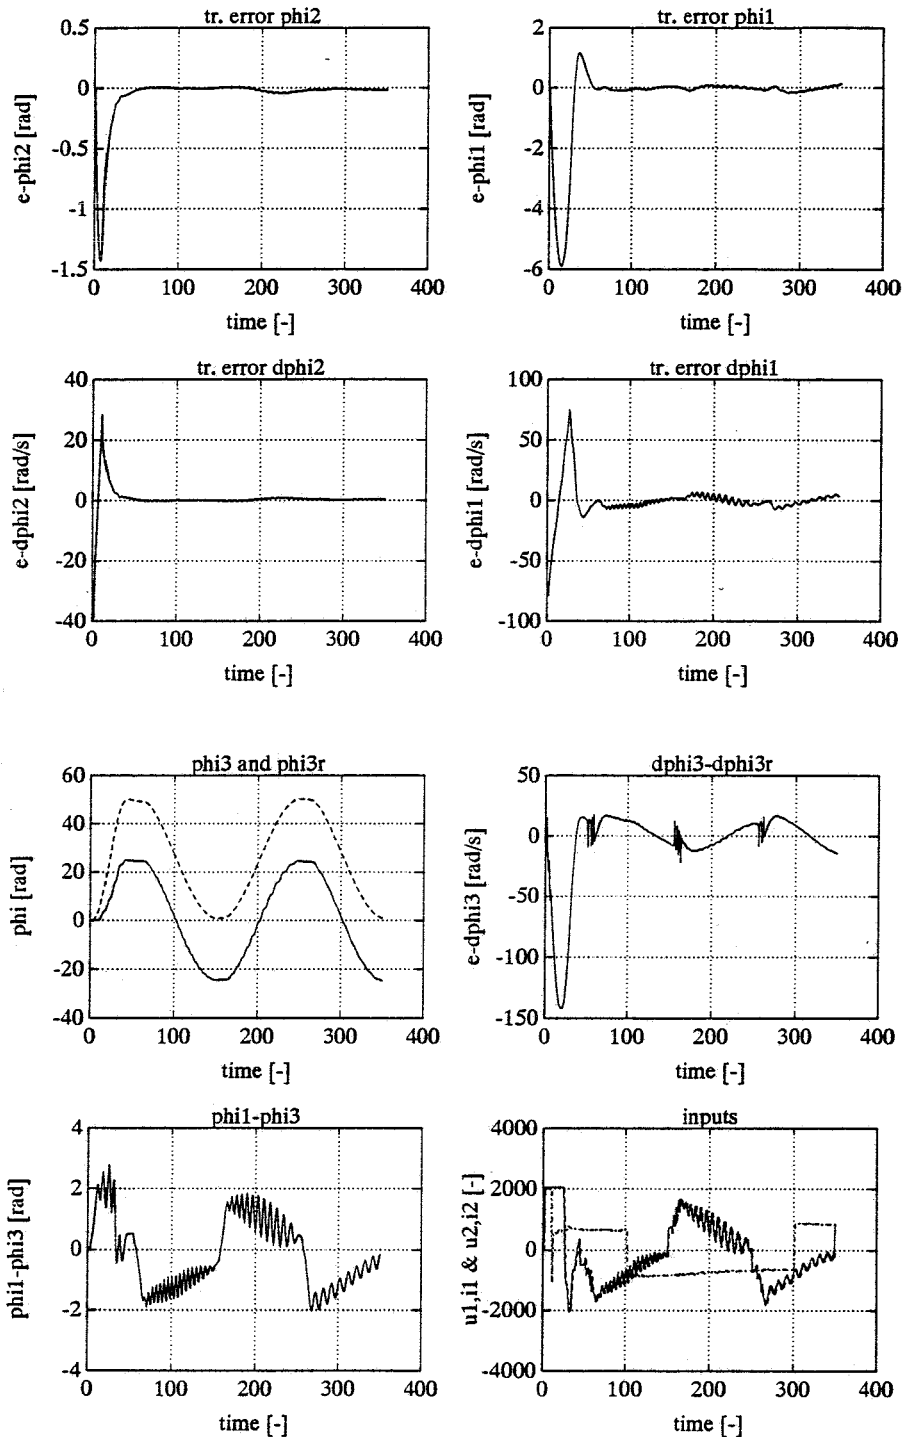 tr. error phi2
0.5
0
-0.5
-1
-1.5
e-phi2 [rad]
0 100 200 300 400
time [-]
tr. error phi1
2
0
-2
-4
-6
e-phi1 [rad]
0 100 200 300 400
time [-]
tr. error dphi2
40
20
0
-20
-40
e-dphi2 [rad/s]
0 100 200 300 400
time [-]
tr. error dphi1
100
50
0
-50
-100
e-dphi1 [rad/s]
0 100 200 300 400
time [-]
phi3 and phi3r
60
40
20
0
-20
-40
phi [rad]
0 100 200 300 400
time [-]
dphi3-dphi3r
50
0
-50
-100
-150
e-dphi3 [rad/s]
0 100 200 300 400
time [-]
phi1-phi3
4
2
0
-2
-4
phi1-phi3 [rad]
0 100 200 300 400
time [-]
inputs
4000
2000
0
-2000
-4000
u1,i1 & u2,i2 [-]
0 100 200 300 400
time [-]